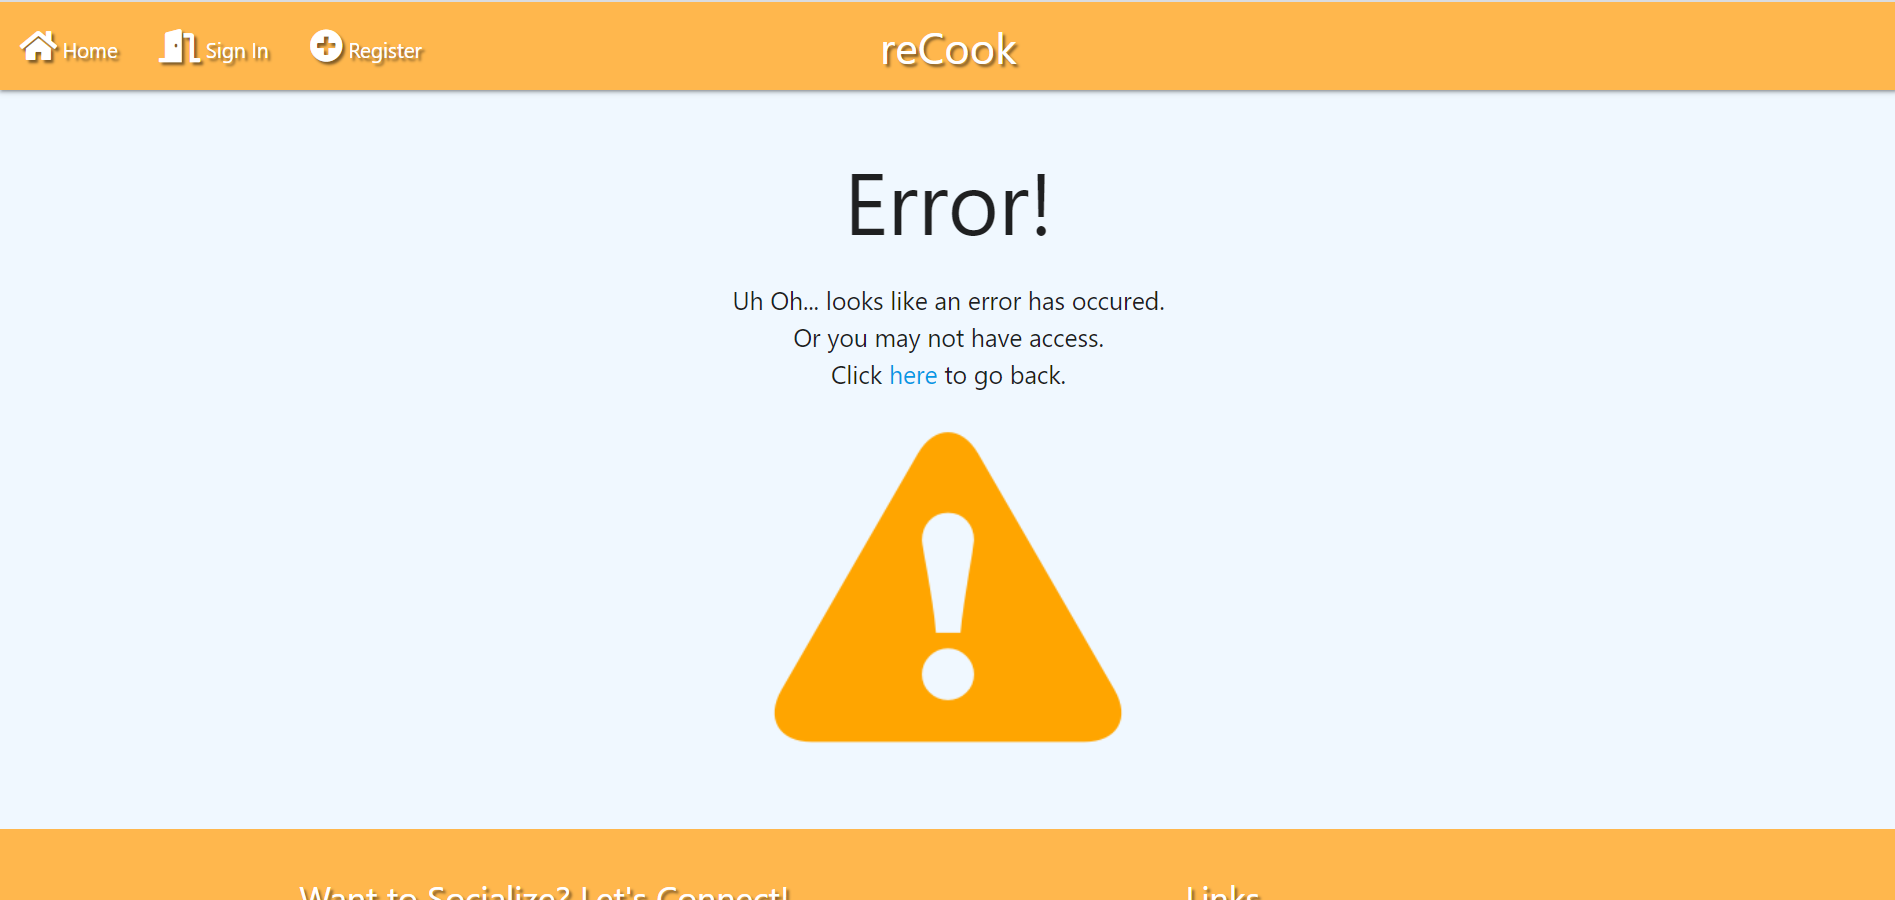 Home
Sign In
Register
reCook
Error!
Uh Oh... looks like an error has occured.
Or you may not have access.
Click here to go back.
Want to Socialize? Let's Connect!
Links